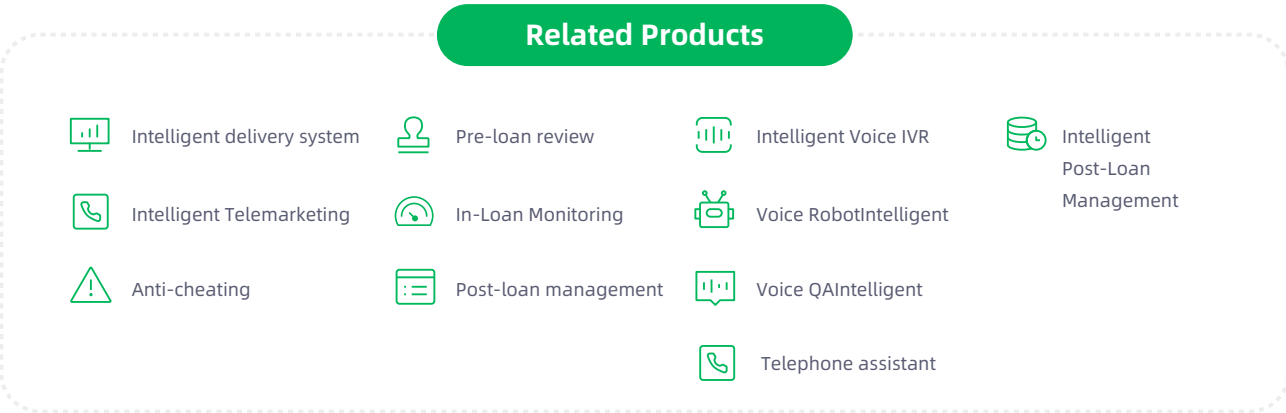 Related Products
Intelligent delivery system
Intelligent Telemarketing
Anti-cheating
Pre-loan review
In-Loan Monitoring
Post-loan management
Intelligent Voice IVR
Voice RobotIntelligent
Voice QAIntelligent
Telephone assistant
Intelligent
Post-Loan
Management